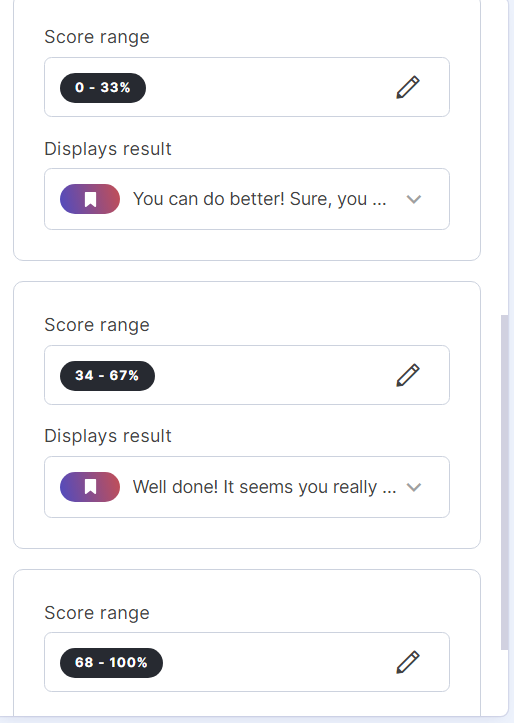 Score range
0 - 33%
Displays result
You can do better! Sure, you ...
Score range
34 - 67%
Displays result
Well done! It seems you really ...
Score range
68 - 100%